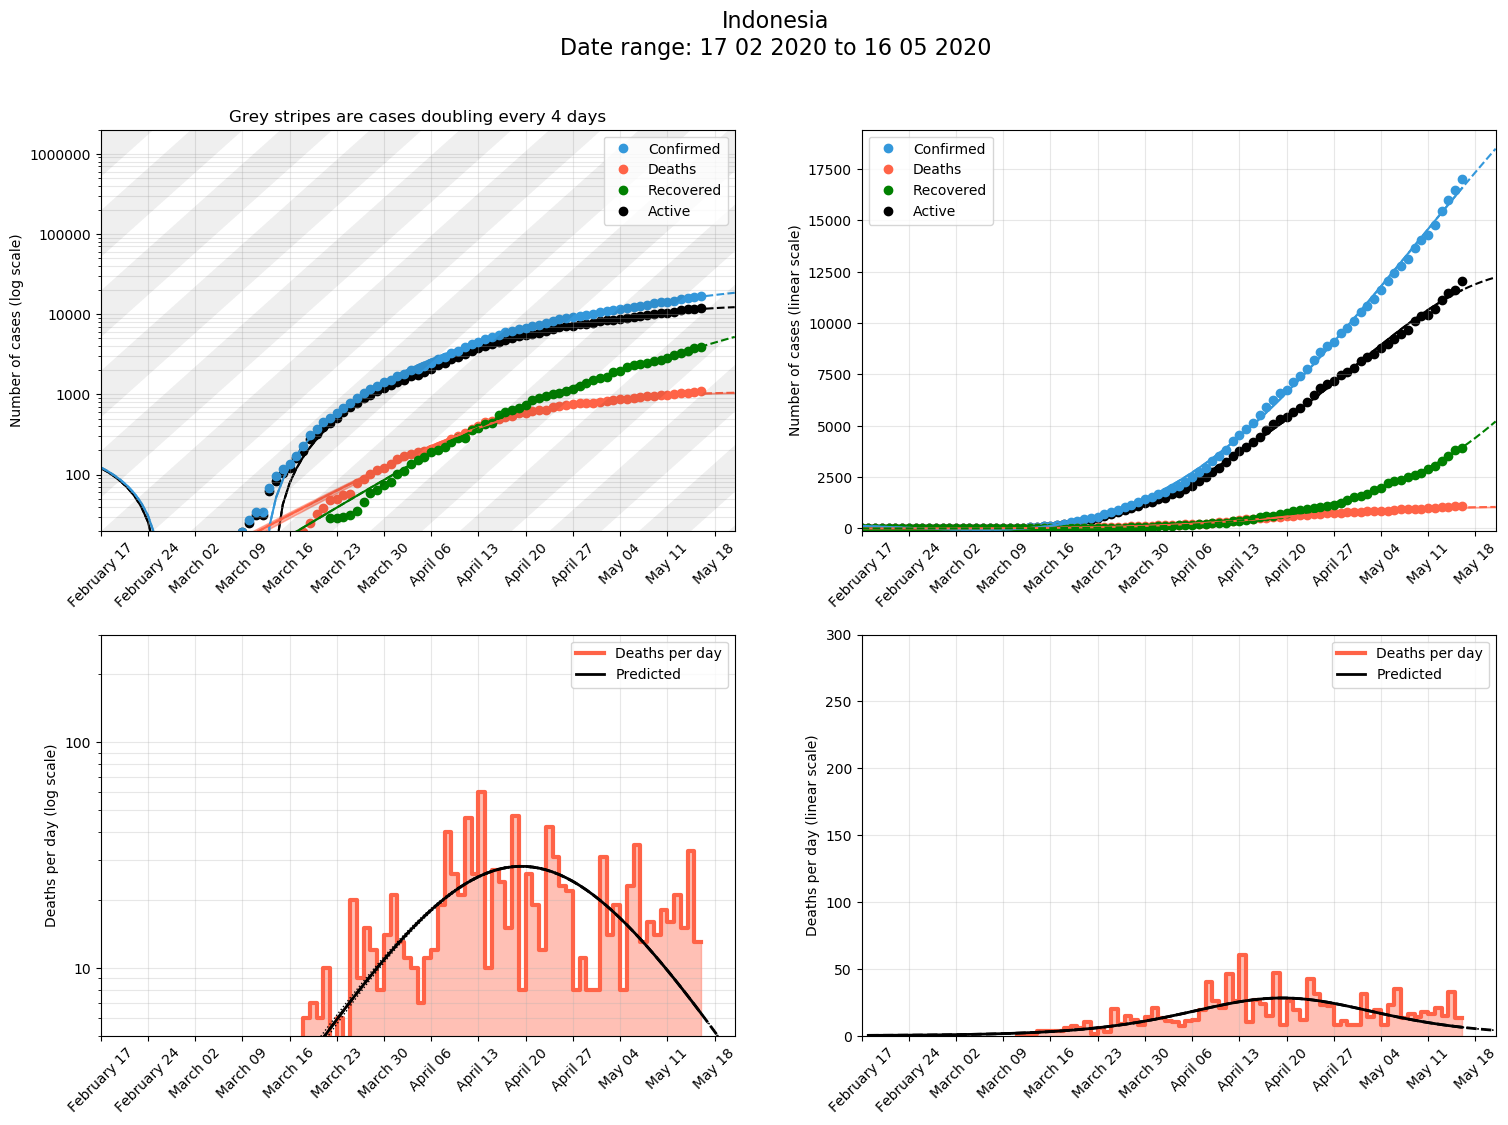 Indonesia
Date range: 17 02 2020 to 16 05 2020
Grey stripes are cases doubling every 4 days
Number of cases (log scale)
1000000
100000
10000
1000
100
Confirmed
Deaths
Recovered
Active
February 17
February 24
March 02
March 09
March 16
March 23
March 30
April 06
April 13
April 20
April 27
May 04
May 11
May 18
Number of cases (linear scale)
17500
15000
12500
10000
7500
5000
2500
0
Confirmed
Deaths
Recovered
Active
February 17
February 24
March 02
March 09
March 16
March 23
March 30
April 06
April 13
April 20
April 27
May 04
May 11
May 18
Deaths per day (log scale)
100
10
Deaths per day
Predicted
February 17
February 24
March 02
March 09
March 16
March 23
March 30
April 06
April 13
April 20
April 27
May 04
May 11
May 18
Deaths per day (linear scale)
300
250
200
150
100
50
0
Deaths per day
Predicted
February 17
February 24
March 02
March 09
March 16
March 23
March 30
April 06
April 13
April 20
April 27
May 04
May 11
May 18